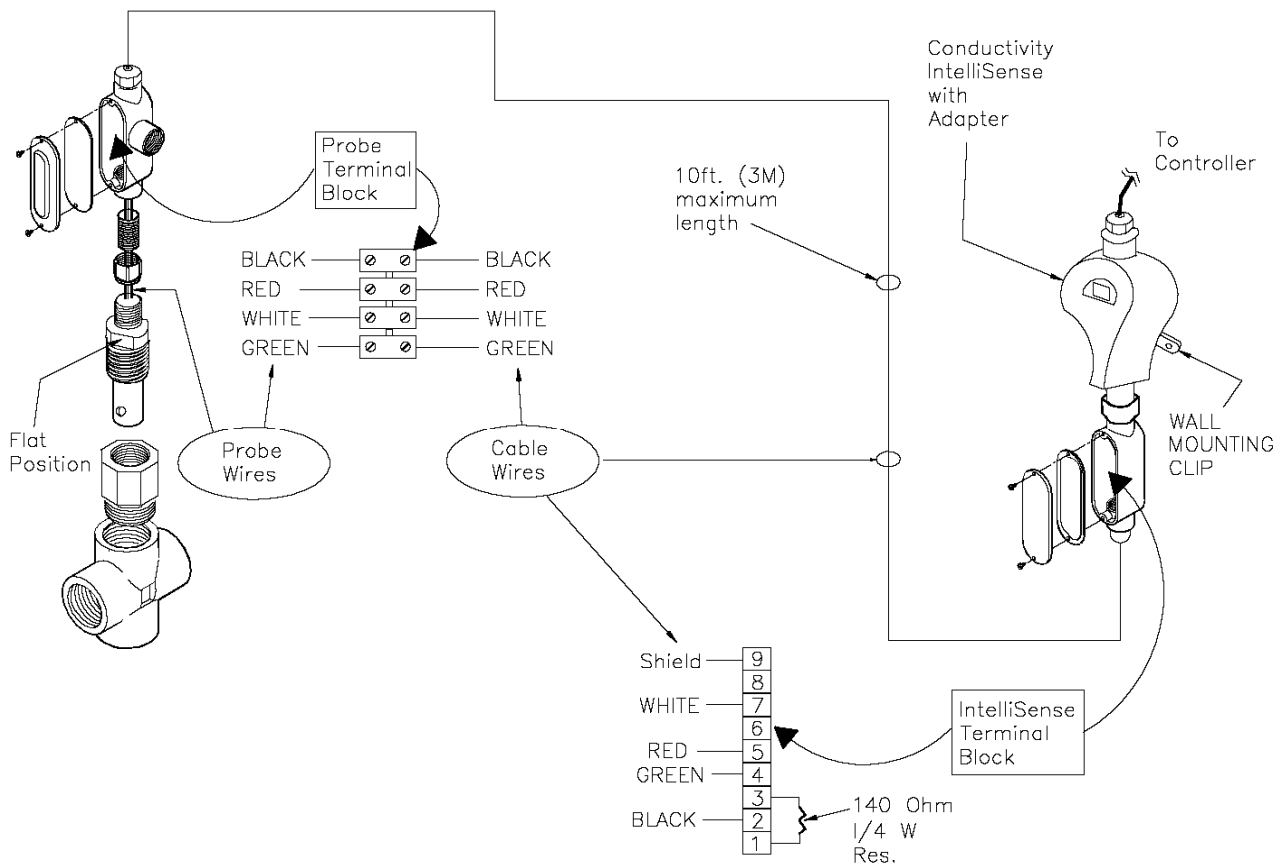 Conductivity
IntelliSense
with
Adapter
To
Controller
Probe
Terminal
Block
10ft. (3M)
maximum
length
BLACK
BLACK
RED
RED
WHITE
WHITE
GREEN
GREEN
Flat
Position
Probe
Wires
Cable
Wires
WALL
MOUNTING
CLIP
Shield
9
8
WHITE
7
6
RED
5
GREEN
4
3
BLACK
2
1
IntelliSense
Terminal
Block
140 Ohm
1/4 W
Res.